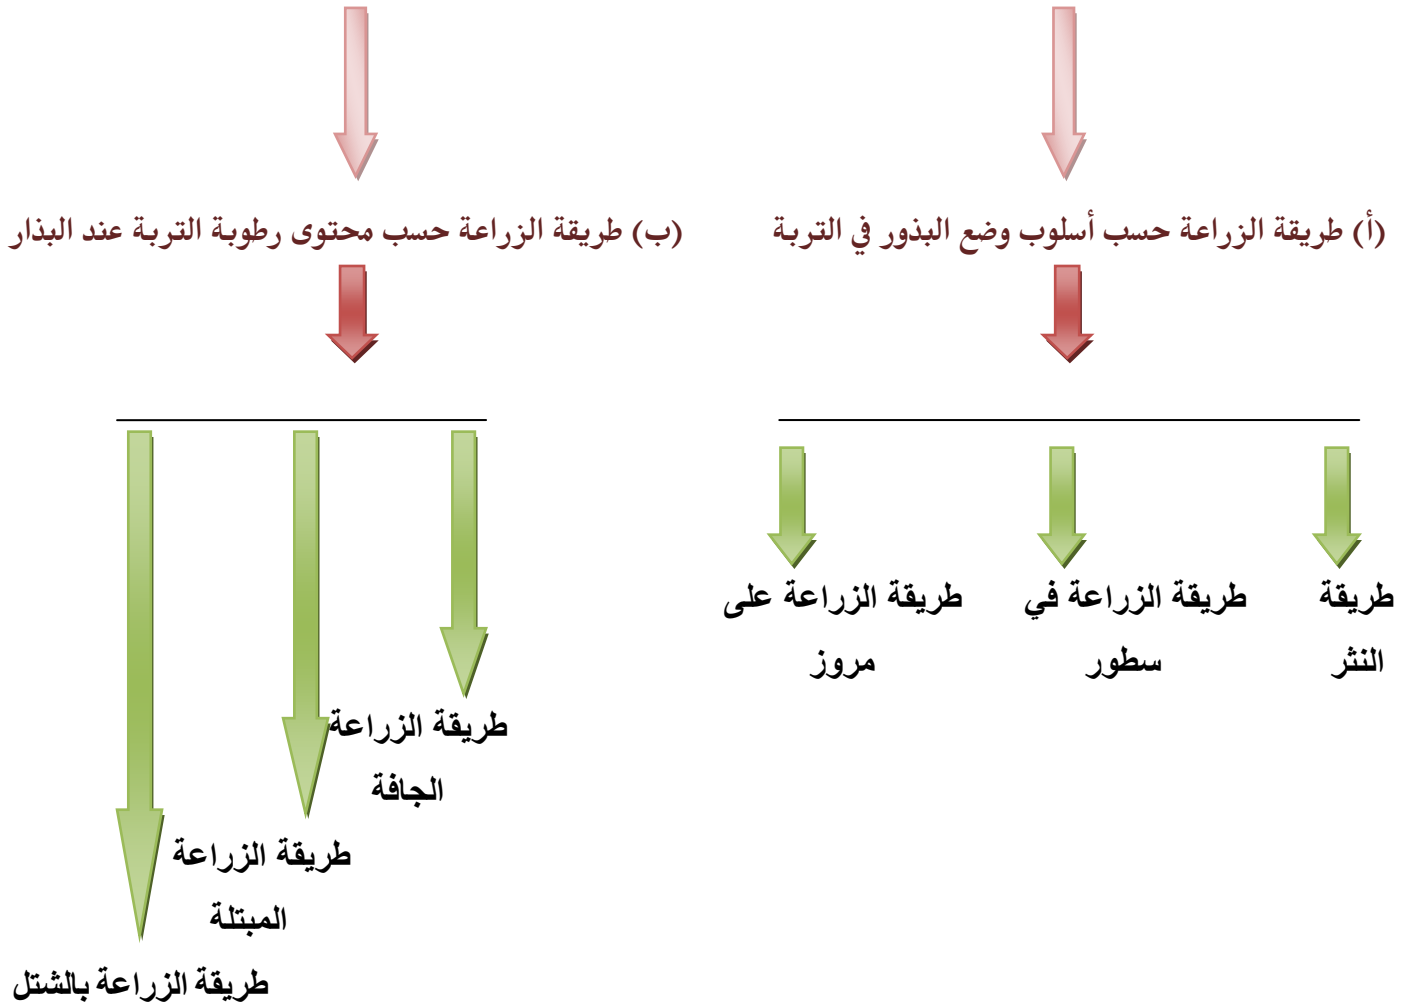 (أ) طريقة الزراعة حسب أسلوب وضع البذور في التربة
(ب) طريقة الزراعة حسب محتوى رطوبة التربة عند البذار
طريقة
النثر
طريقة الزراعة في
سطور
طريقة الزراعة على
مروز
طريقة الزراعة
الجافة
طريقة الزراعة
المبتلة
طريقة الزراعة بالشتل